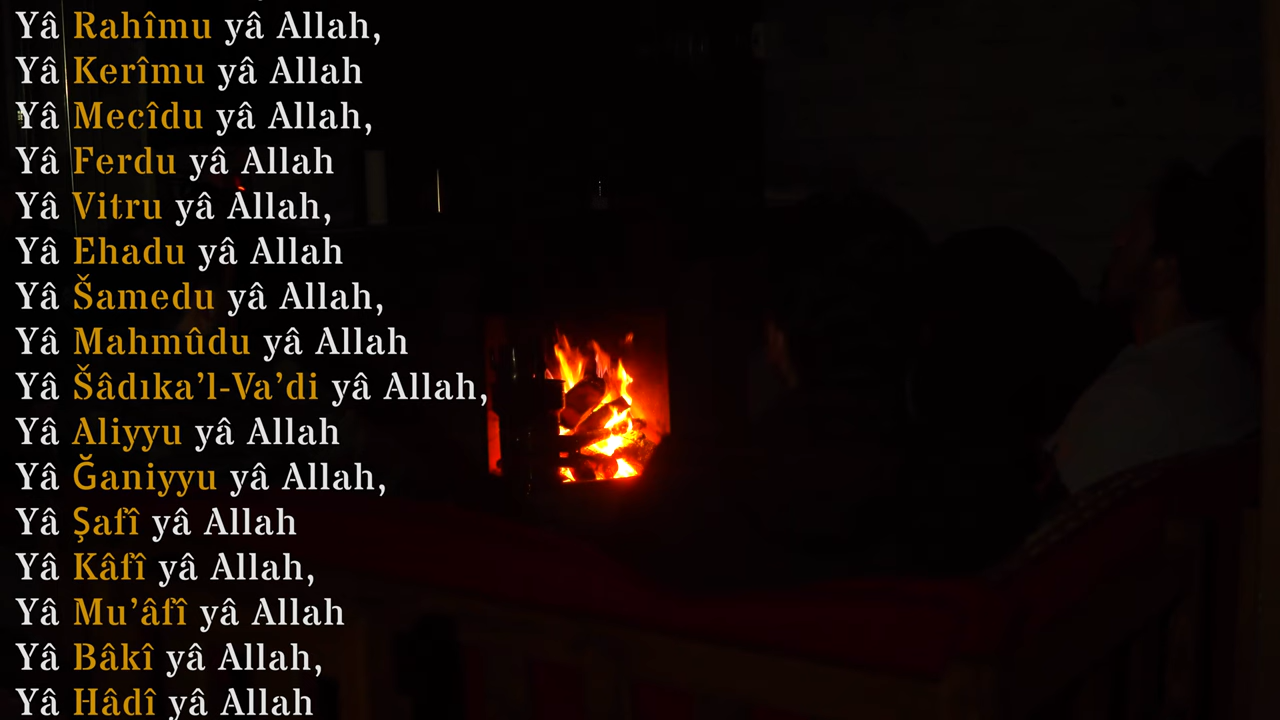 Yâ Rahîmu yâ Allah,
Yâ Kerîmu yâ Allah
Yâ Mecîdu yâ Allah,
Yâ Ferdu yâ Allah
Yâ Vitru yâ Allah,
Yâ Ehadu yâ Allah
Yâ Šamedu yâ Allah,
Yâ Mahmûdu yâ Allah
Yâ Šâdıka’l-Va’di yâ Allah,
Yâ Aliyyu yâ Allah
Yâ Ğaniyyu yâ Allah,
Yâ Şafî yâ Allah
Yâ Kâfî yâ Allah,
Yâ Mu’âfî yâ Allah
Yâ Bâkî yâ Allah,
Yâ Hâdî yâ Allah